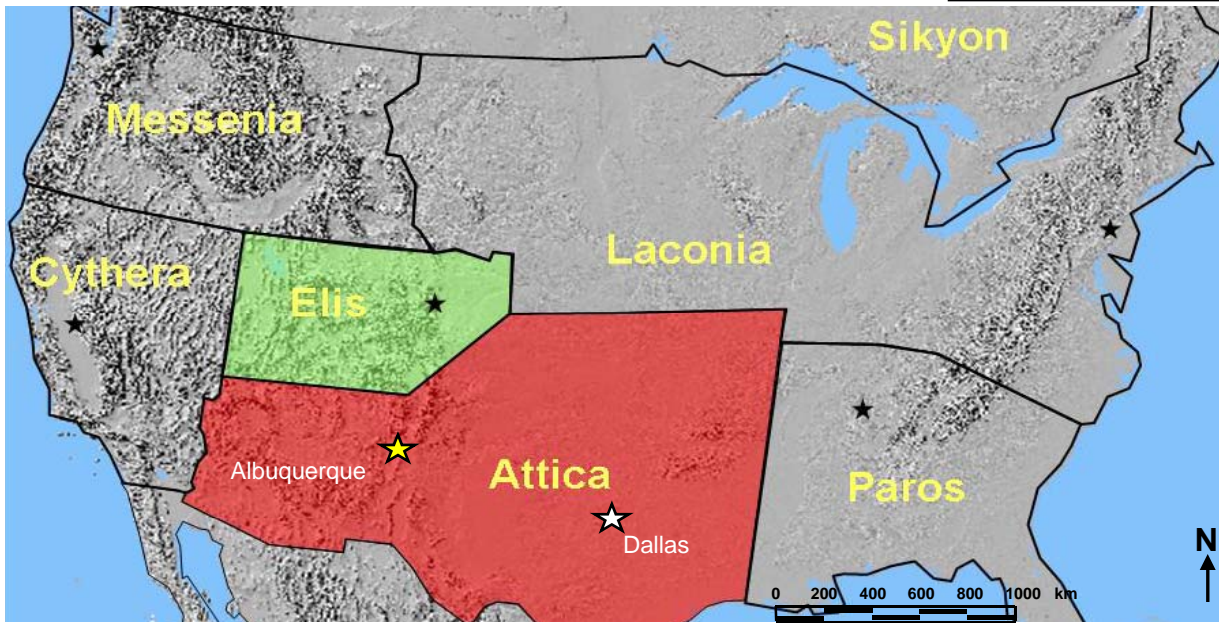 Sikyon
Messenia
Laconia
Cythera
Elis
Albuquerque
Attica
Paros
Dallas
N
0 200 400 600 800 1000 km